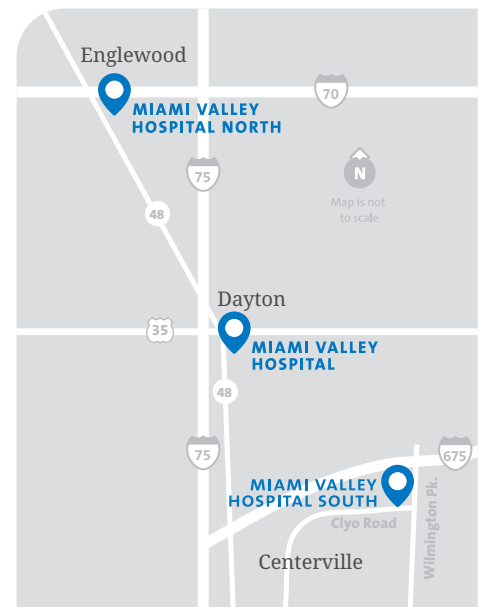 Englewood
MIAMI VALLEY
HOSPITAL NORTH
70
75
N
Map is not
to scale
48
Dayton
35
MIAMI VALLEY
HOSPITAL
48
75
675
MIAMI VALLEY
HOSPITAL SOUTH
Clyo Road
Wilmington Pk.
Centerville